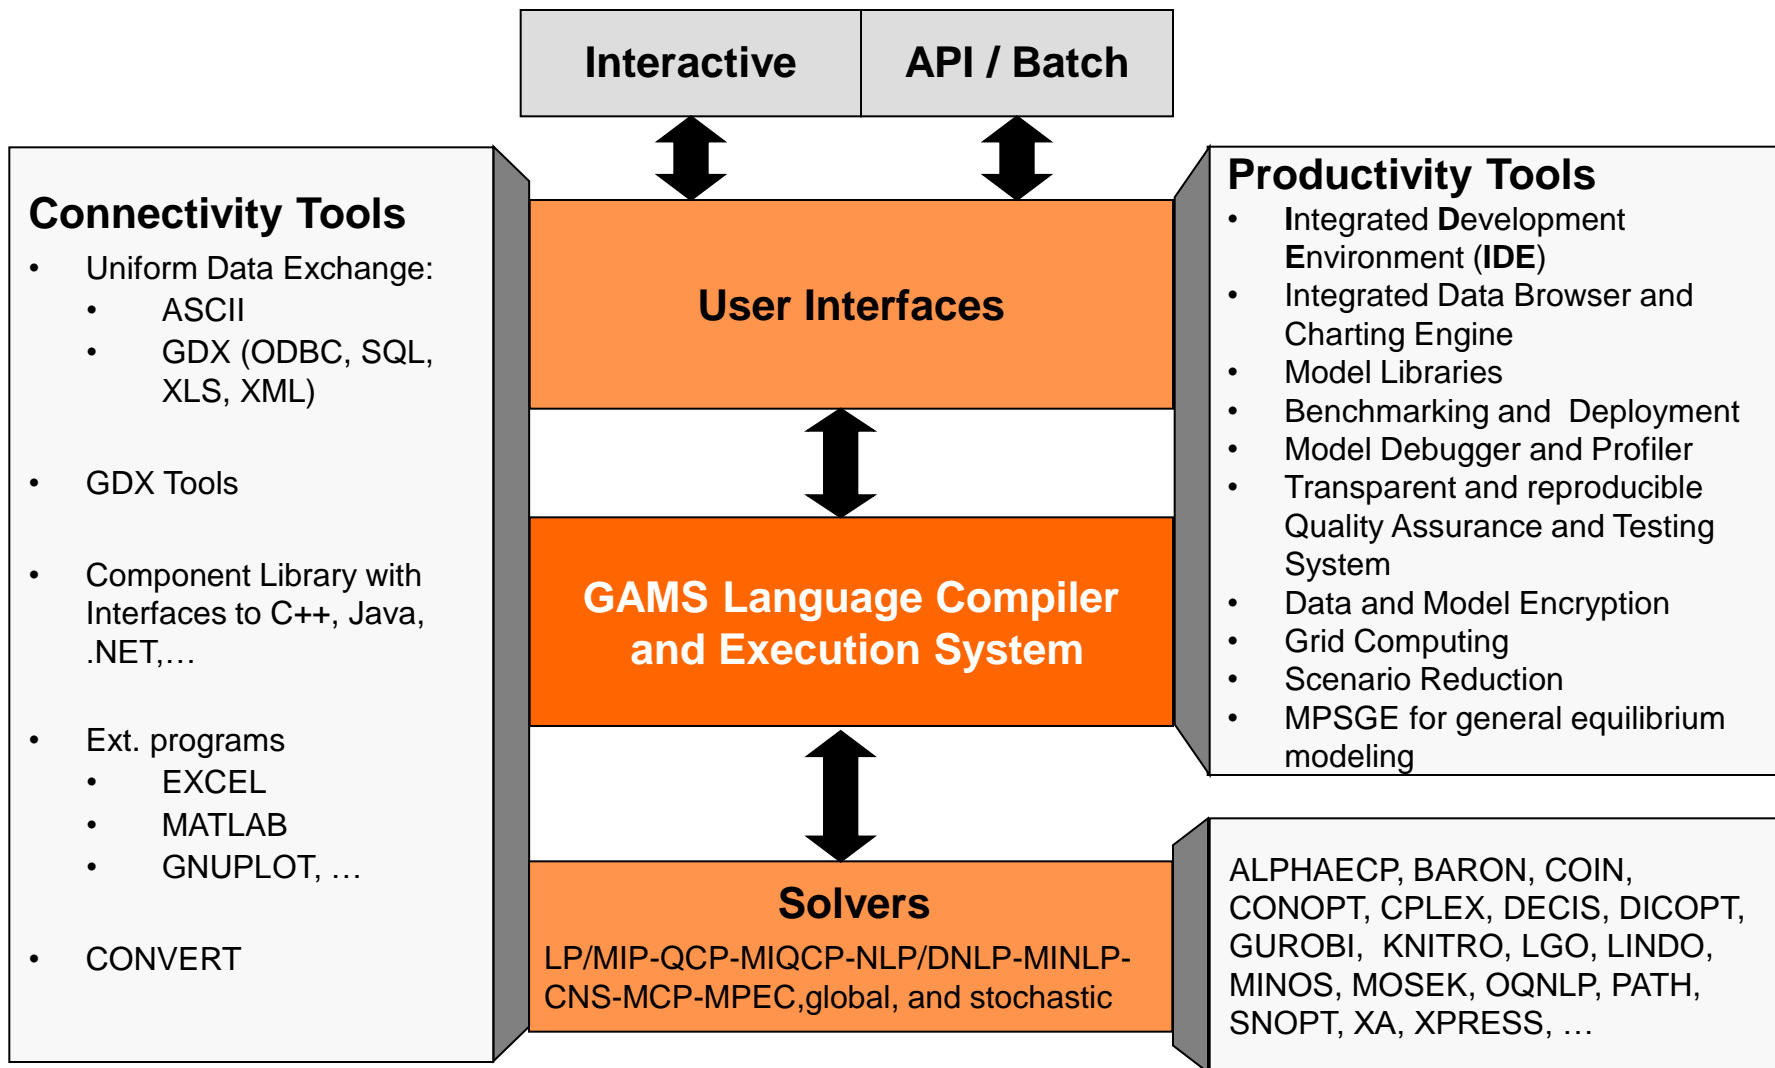 Interactive
API / Batch
Connectivity Tools
• Uniform Data Exchange:
• ASCII
• GDX (ODBC, SQL,
XLS, XML)
• GDX Tools
• Component Library with
Interfaces to C++, Java,
.NET,…
• Ext. programs
• EXCEL
• MATLAB
• GNUPLOT, …
• CONVERT
User Interfaces
GAMS Language Compiler
and Execution System
Solvers
LP/MIP-QCP-MIQCP-NLP/DNLP-MINLP-
CNS-MCP-MPEC,global, and stochastic
Productivity Tools
• Integrated Development
Environment (IDE)
• Integrated Data Browser and
Charting Engine
• Model Libraries
• Benchmarking and  Deployment
• Model Debugger and Profiler
• Transparent and reproducible
Quality Assurance and Testing
System
• Data and Model Encryption
• Grid Computing
• Scenario Reduction
• MPSGE for general equilibrium
modeling
ALPHAECP, BARON, COIN,
CONOPT, CPLEX, DECIS, DICOPT,
GUROBI,  KNITRO, LGO, LINDO,
MINOS, MOSEK, OQNLP, PATH,
SNOPT, XA, XPRESS, …